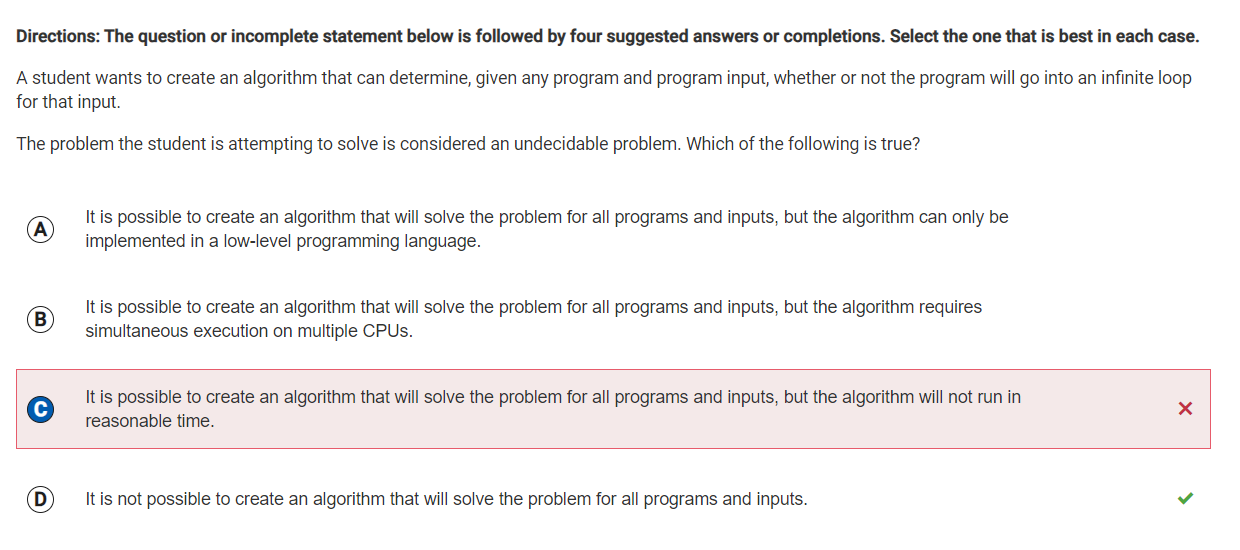 Directions: The question or incomplete statement below is followed by four suggested answers or completions. Select the one that is best in each case.
A student wants to create an algorithm that can determine, given any program and program input, whether or not the program will go into an infinite loop
for that input.
The problem the student is attempting to solve is considered an undecidable problem. Which of the following is true?
A
It is possible to create an algorithm that will solve the problem for all programs and inputs, but the algorithm can only be
implemented in a low-level programming language.
B
It is possible to create an algorithm that will solve the problem for all programs and inputs, but the algorithm requires
simultaneous execution on multiple CPUs.
C
It is possible to create an algorithm that will solve the problem for all programs and inputs, but the algorithm will not run in
reasonable time.
D
It is not possible to create an algorithm that will solve the problem for all programs and inputs.